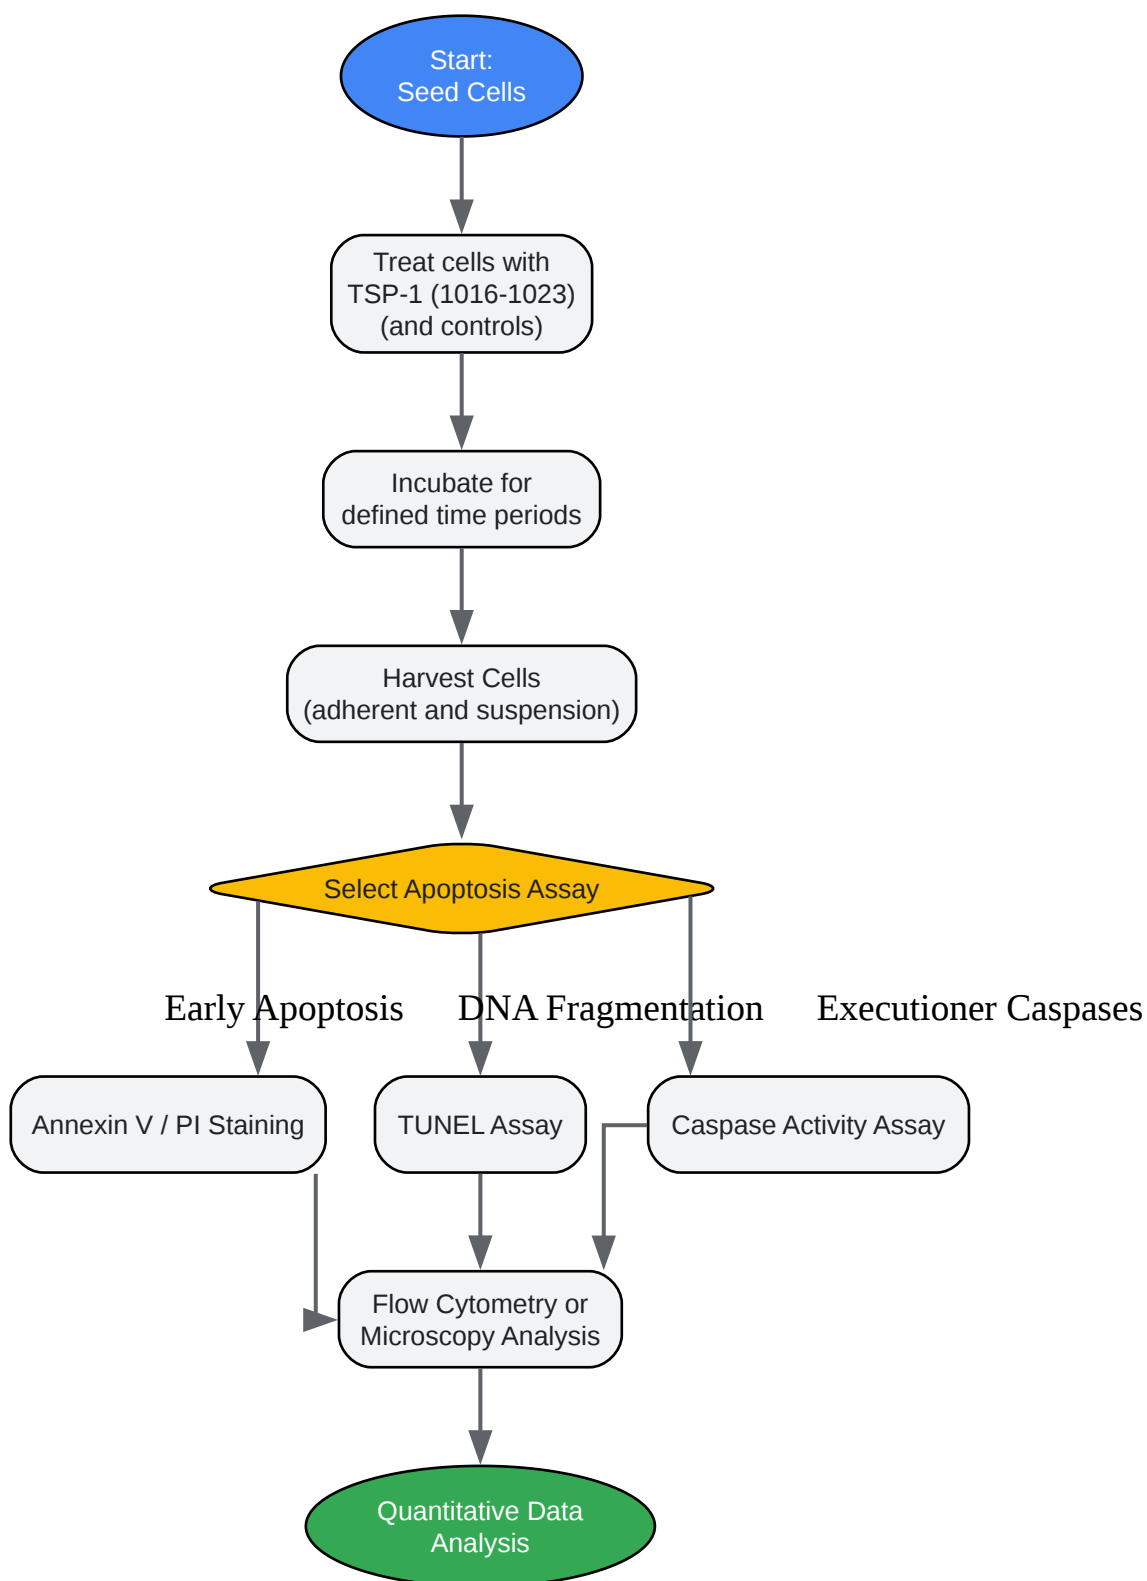 Start:
Seed Cells
Treat cells with
TSP-1 (1016-1023)
(and controls)
Incubate for
defined time periods
Harvest Cells
(adherent and suspension)
Select Apoptosis Assay
Early Apoptosis
DNA Fragmentation
Executioner Caspases
Annexin V / PI Staining
TUNEL Assay
Caspase Activity Assay
Flow Cytometry or
Microscopy Analysis
Quantitative Data
Analysis